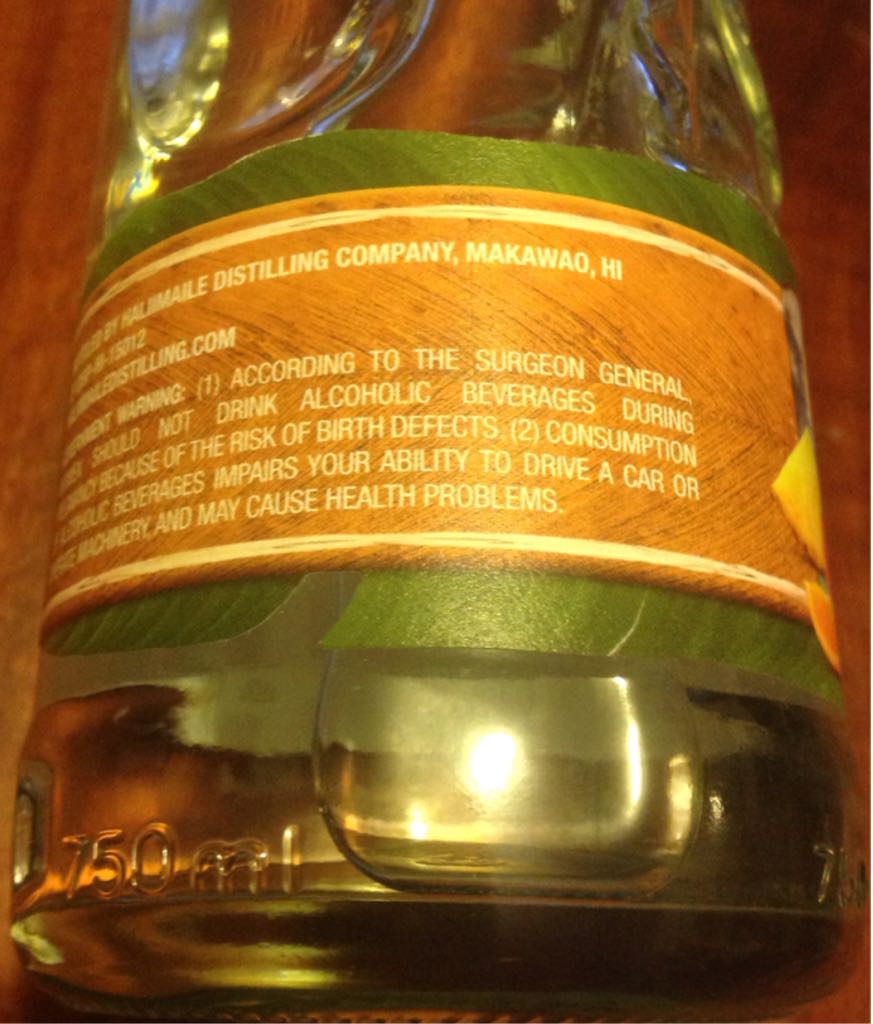 BY HALIIMAILE DISTILLING COMPANY, MAKAWAO, HI
15012
DISTILLING.COM
WARNING: (1) ACCORDING TO THE SURGEON GENERAL,
SHOULD NOT DRINK ALCOHOLIC BEVERAGES DURING
BECAUSE OF THE RISK OF BIRTH DEFECTS. (2) CONSUMPTION
BEVERAGES IMPAIRS YOUR ABILITY TO DRIVE A CAR OR
MACHINERY, AND MAY CAUSE HEALTH PROBLEMS.
750 ml